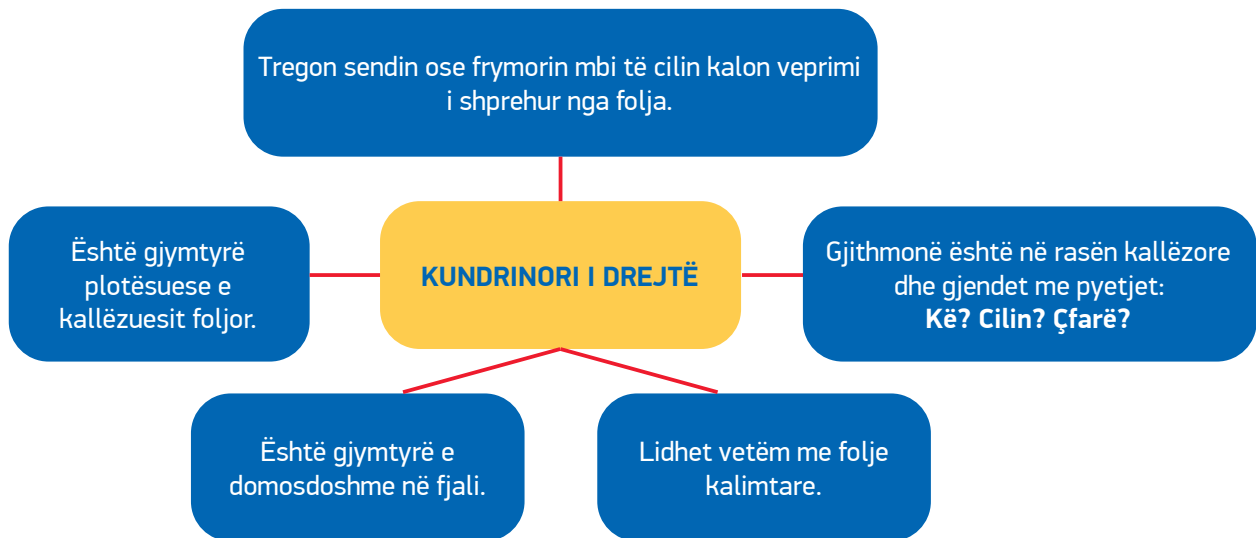 Tregon sendin ose frymorin mbi të cilin kalon veprimi
i shprehur nga folja.
Është gjymtyrë
plotësuese e
kallëzuesit foljor.
KUNDRINORI I DREJTË
Gjithmonë është në rasën kallëzore
dhe gjendet me pyetjet:
Kë? Cilin? Çfarë?
Është gjymtyrë e
domosdoshme në fjali.
Lidhet vetëm me folje
kalimtare.